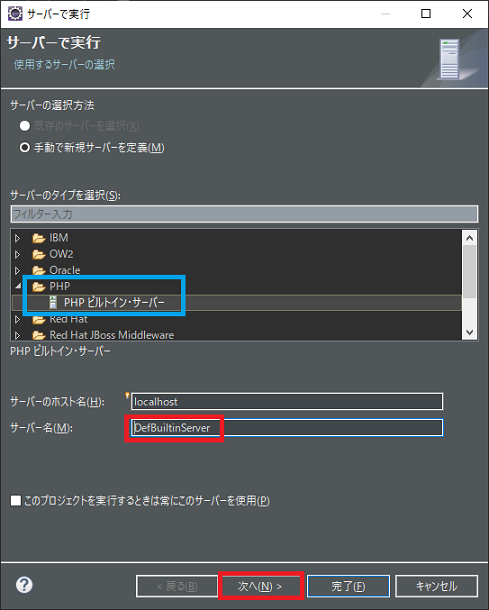 サーバーで実行
サーバーで実行
使用するサーバーの選択
サーバーの選択方法
既存のサーバーを選択(X)
手動で新規サーバーを定義(M)
サーバーのタイプを選択(S):
フィルター入力
IBM
OW2
Oracle
PHP
PHP ビルトイン・サーバー
Red Hat
Red Hat JBoss Middleware
PHP ビルトイン・サーバー
サーバーのホスト名(H): localhost
サーバー名(M): DefBuiltinServer
このプロジェクトを実行するときは常にこのサーバーを使用(P)
? < 戻る(B) 次へ(N) > 完了(F) キャンセル